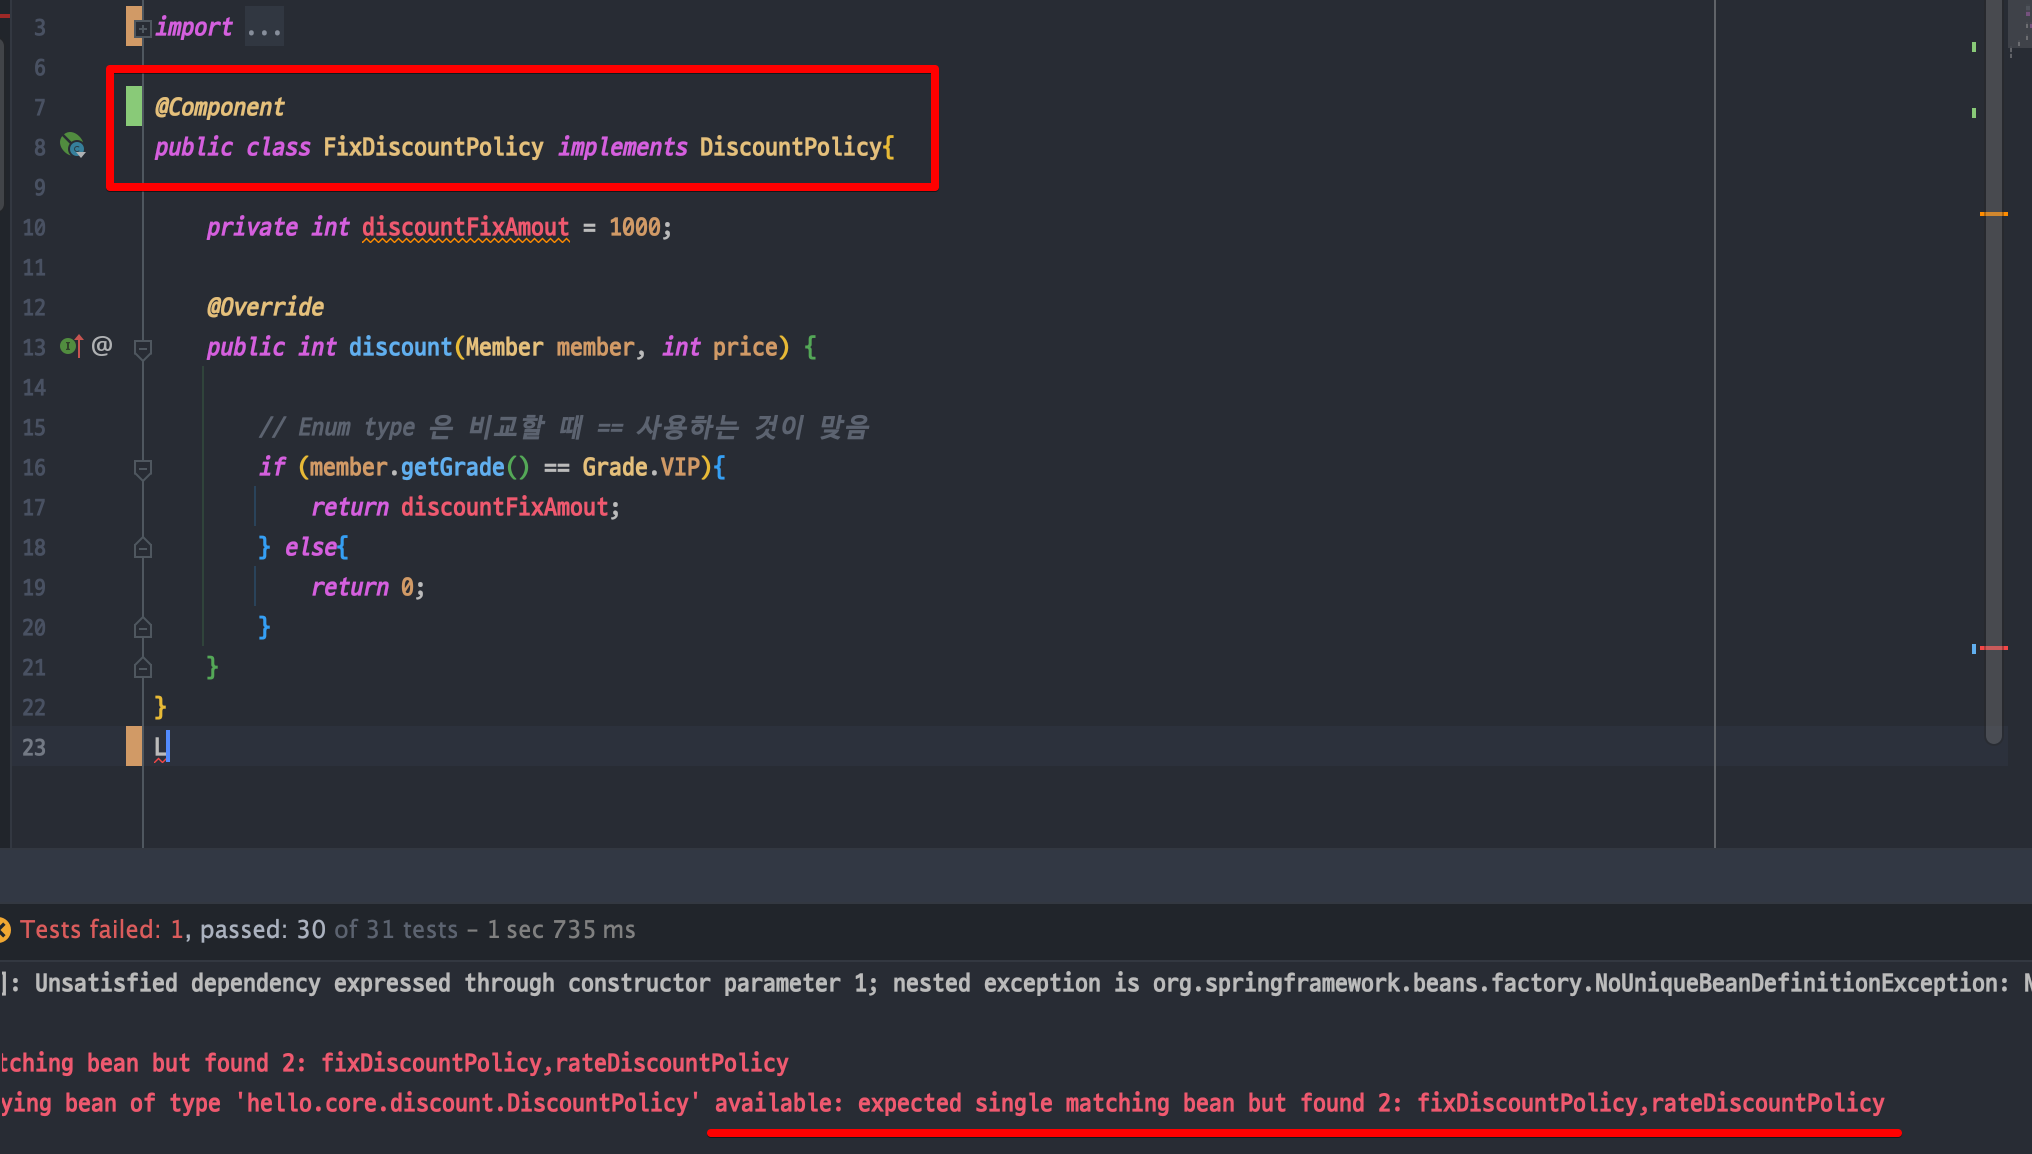 3 import ...
6
7 @Component
8 public class FixDiscountPolicy implements DiscountPolicy{
9
10 private int discountFixAmout = 1000;
11
12 @Override
13 @ public int discount(Member member, int price) {
14
15 // Enum type 은 비교할 때 == 사용하는 것이 맞음
16 if (member.getGrade() == Grade.VIP){
17 return discountFixAmout;
18 } else{
19 return 0;
20 }
21 }
22 }
23 L
Tests failed: 1, passed: 30 of 31 tests – 1 sec 735 ms
]: Unsatisfied dependency expressed through constructor parameter 1; nested exception is org.springframework.beans.factory.NoUniqueBeanDefinitionException: N
tching bean but found 2: fixDiscountPolicy,rateDiscountPolicy
ying bean of type 'hello.core.discount.DiscountPolicy' available: expected single matching bean but found 2: fixDiscountPolicy,rateDiscountPolicy